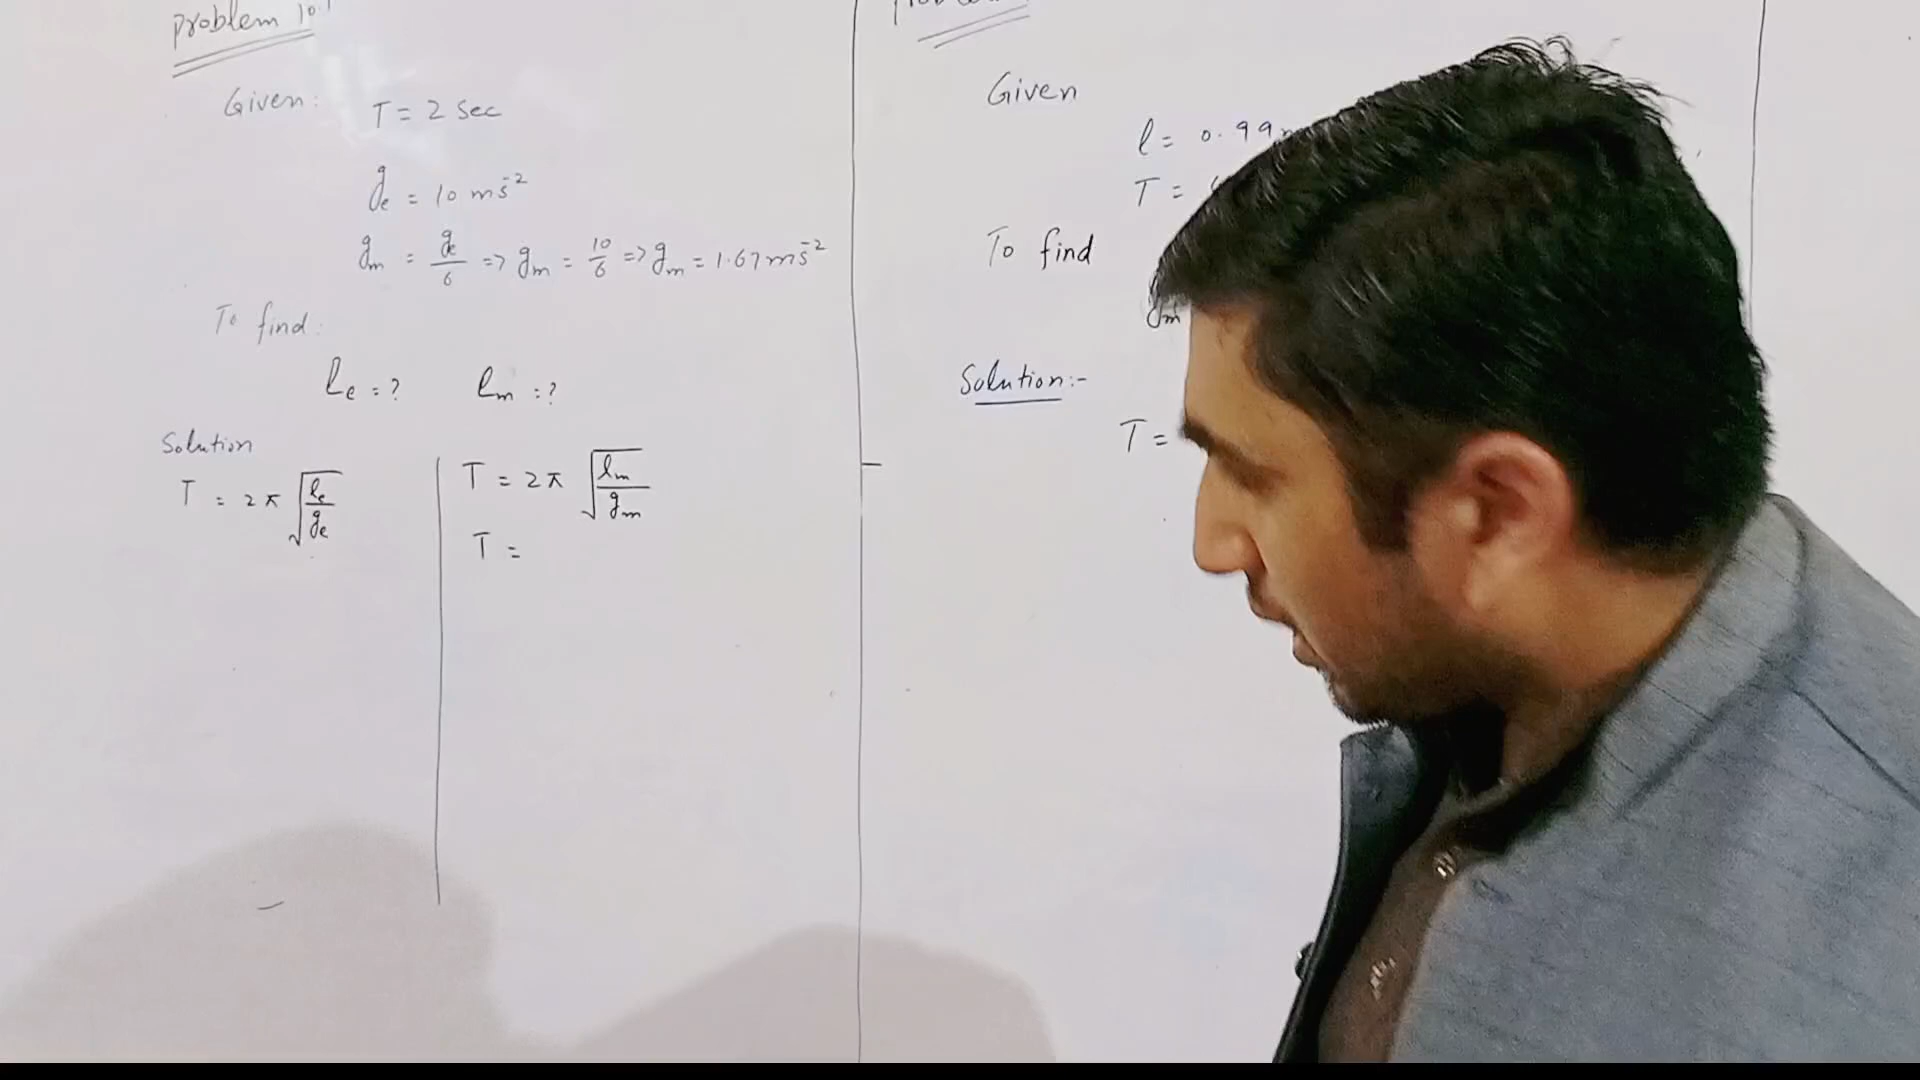 Problem 10.1
Given:
T = 2 sec
gₑ = 10 ms⁻²
gₘ = gₑ/6 => gₘ = 10/6 => gₘ = 1.67 ms⁻²
To find:
lₑ = ? lₘ = ?
Solution
T = 2π √(lₑ/gₑ)
T = 2π √(lₘ/gₘ)
T =
Given
l = 0.99
T =
To find
gₘ
Solution:-
T =